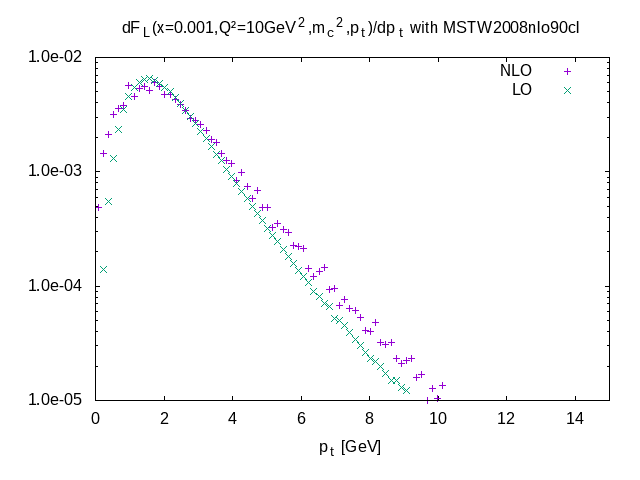 dF_L(x=0.001,Q²=10GeV²,m_c²,p_t)/dp_t with MSTW2008nlo90cl
NLO
LO
1.0e-02
1.0e-03
1.0e-04
1.0e-05
0 2 4 6 8 10 12 14
p_t [GeV]